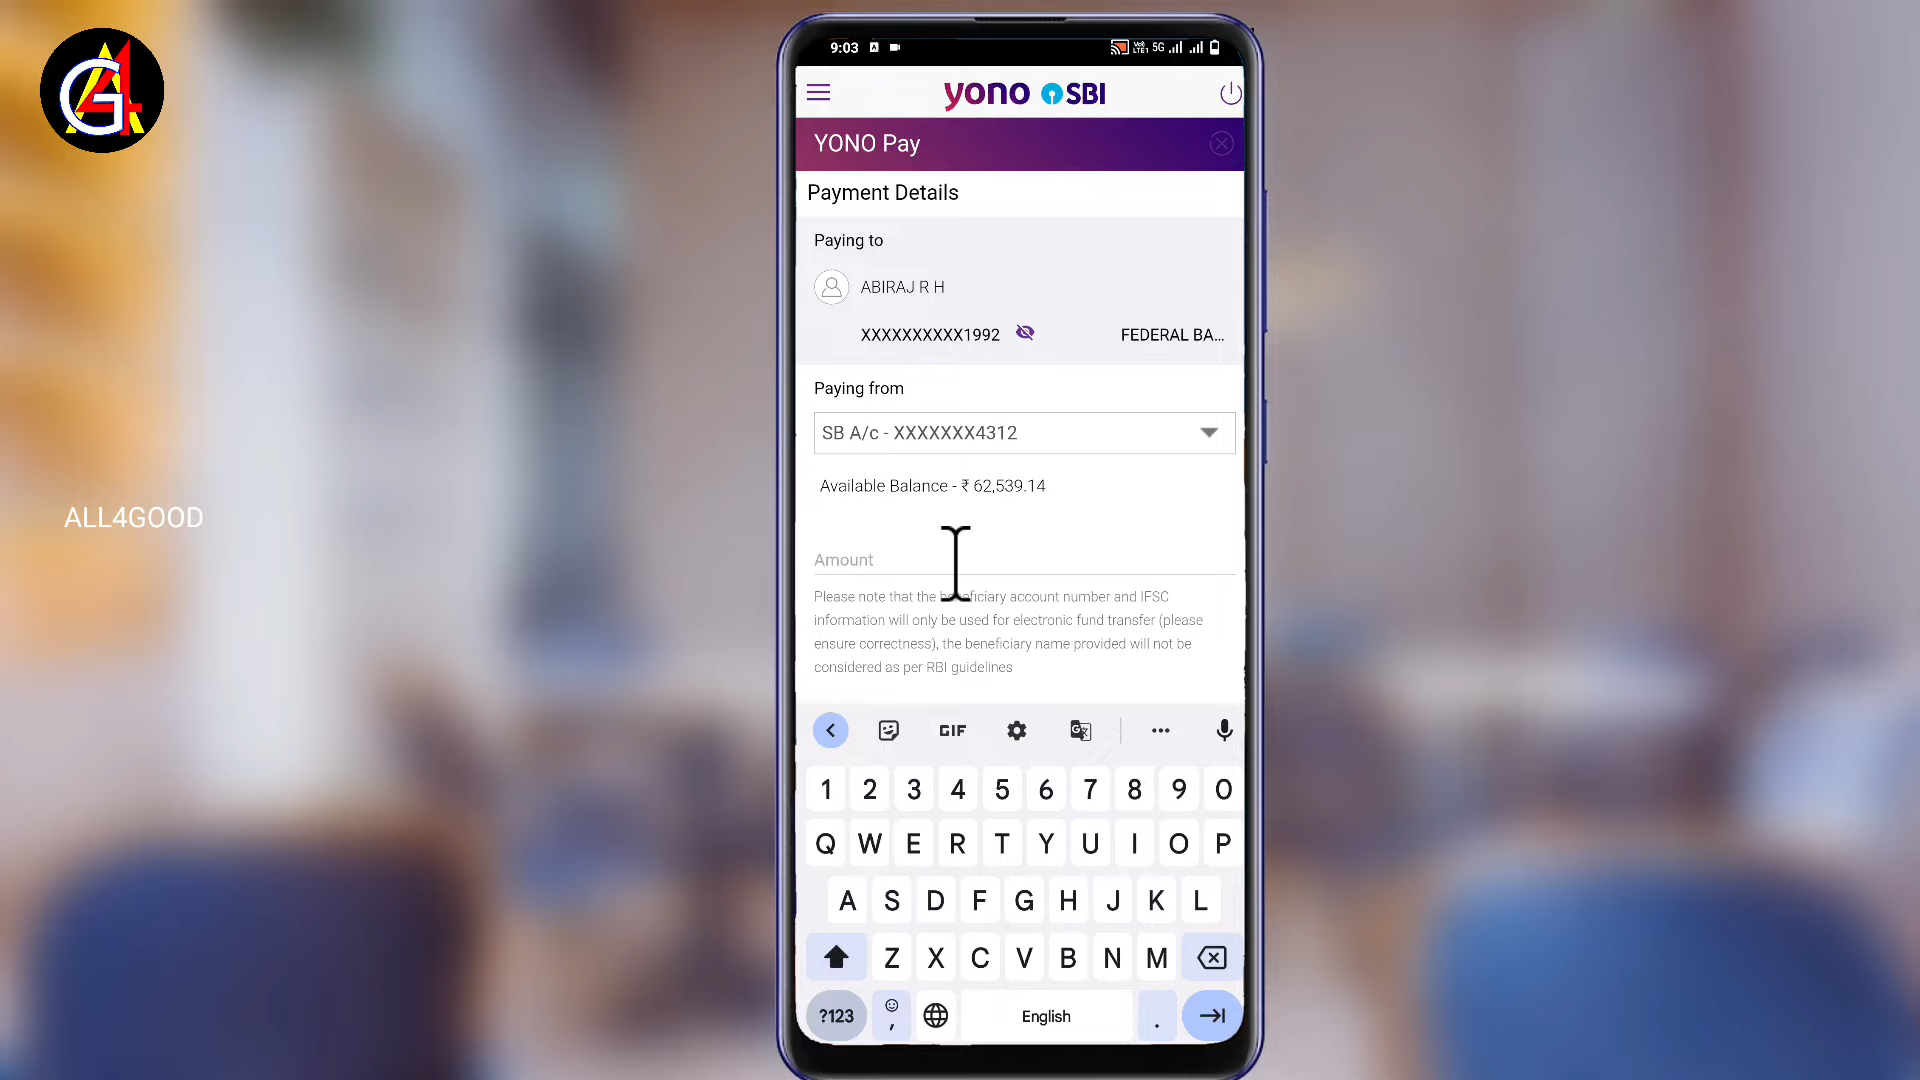 9:03
5G
yono SBI
YONO Pay
Payment Details
Paying to
ABIRAJ R H
XXXXXXXXXX1992
FEDERAL BA...
Paying from
SB A/c - XXXXXXX4312
Available Balance - ₹ 62,539.14
Amount
Please note that the beneficiary account number and IFSC
information will only be used for electronic fund transfer (please
ensure correctness), the beneficiary name provided will not be
considered as per RBI guidelines
GIF
1 2 3 4 5 6 7 8 9 0
Q W E R T Y U I O P
A S D F G H J K L
Z X C V B N M
?123 , English .
ALL4GOOD